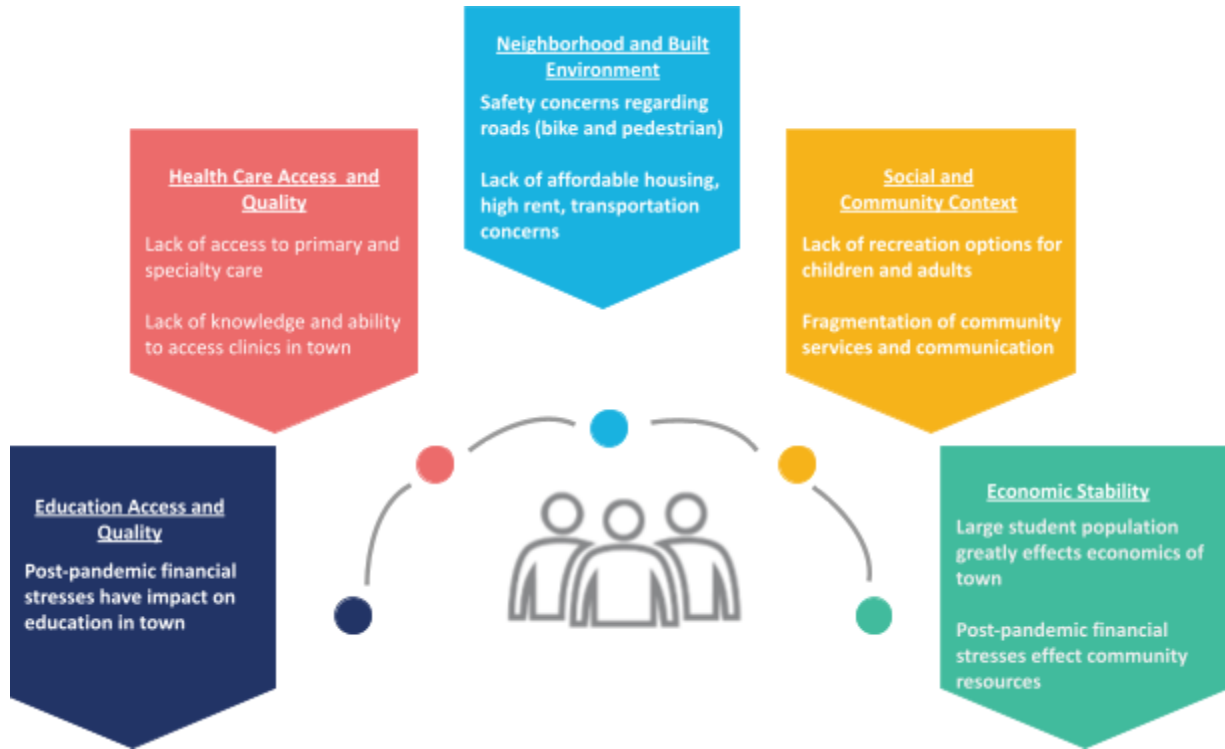 Neighborhood and Built
Environment
Safety concerns regarding
roads (bike and pedestrian)
Lack of affordable housing,
high rent, transportation
concerns
Health Care Access and
Quality
Lack of access to primary and
specialty care
Lack of knowledge and ability
to access clinics in town
Social and
Community Context
Lack of recreation options for
children and adults
Fragmentation of community
services and communication
Education Access and
Quality
Post-pandemic financial
stresses have impact on
education in town
Economic Stability
Large student population
greatly effects economics of
town
Post-pandemic financial
stresses effect community
resources